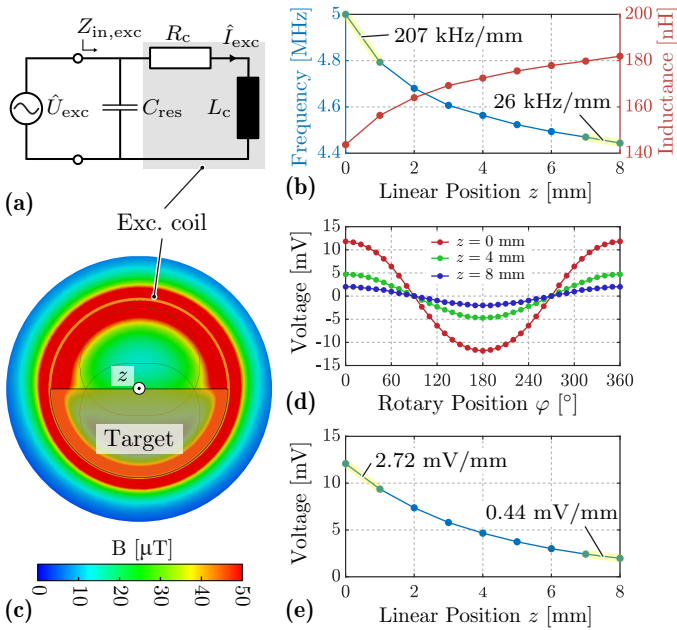 (a)
Z_in,exc
R_c
Î_exc
Û_exc
C_res
L_c
Exc. coil
z
Target
B [µT]
0 10 20 30 40 50
(c)
Frequency [MHz]
5
4.8
4.6
4.4
207 kHz/mm
26 kHz/mm
200
180
160
140
Inductance [nH]
0 2 4 6 8
(b)
Linear Position z [mm]
Voltage [mV]
15
10
5
0
-5
-10
-15
z = 0 mm
z = 4 mm
z = 8 mm
0 60 120 180 240 300 360
(d)
Rotary Position φ [°]
Voltage [mV]
15
10
5
0
2.72 mV/mm
0.44 mV/mm
0 2 4 6 8
(e)
Linear Position z [mm]